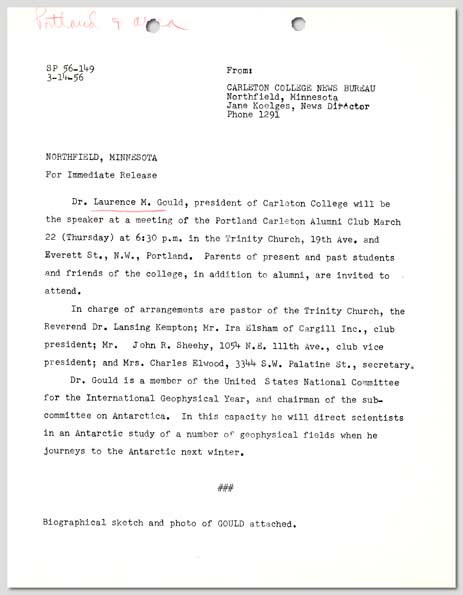 Portland & area
SP 56-149
3-14-56
From:
CARLETON COLLEGE NEWS BUREAU
Northfield, Minnesota
Jane Koelges, News Director
Phone 1291
NORTHFIELD, MINNESOTA
For Immediate Release
Dr. Laurence M. Gould, president of Carleton College will be
the speaker at a meeting of the Portland Carleton Alumni Club March
22 (Thursday) at 6:30 p.m. in the Trinity Church, 19th Ave. and
Everett St., N.W., Portland. Parents of present and past students
and friends of the college, in addition to alumni, are invited to
attend.
In charge of arrangements are pastor of the Trinity Church, the
Reverend Dr. Lansing Kempton; Mr. Ira Elsham of Cargill Inc., club
president; Mr. John R. Sheehy, 1054 N.E. 111th Ave., club vice
president; and Mrs. Charles Elwood, 3344 S.W. Palatine St., secretary.
Dr. Gould is a member of the United States National Committee
for the International Geophysical Year, and chairman of the sub-
committee on Antarctica. In this capacity he will direct scientists
in an Antarctic study of a number of geophysical fields when he
journeys to the Antarctic next winter.
###
Biographical sketch and photo of GOULD attached.